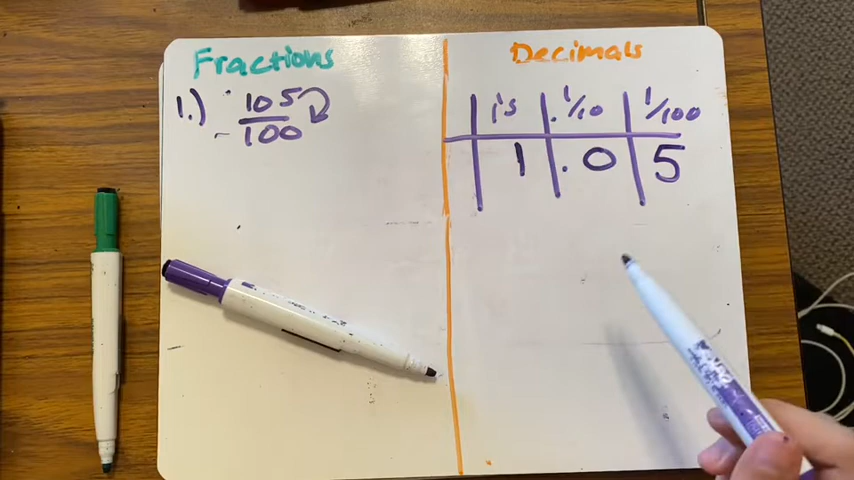 Fractions
1.) 105
100
Decimals
1's .1/10 1/100
1 .0 5